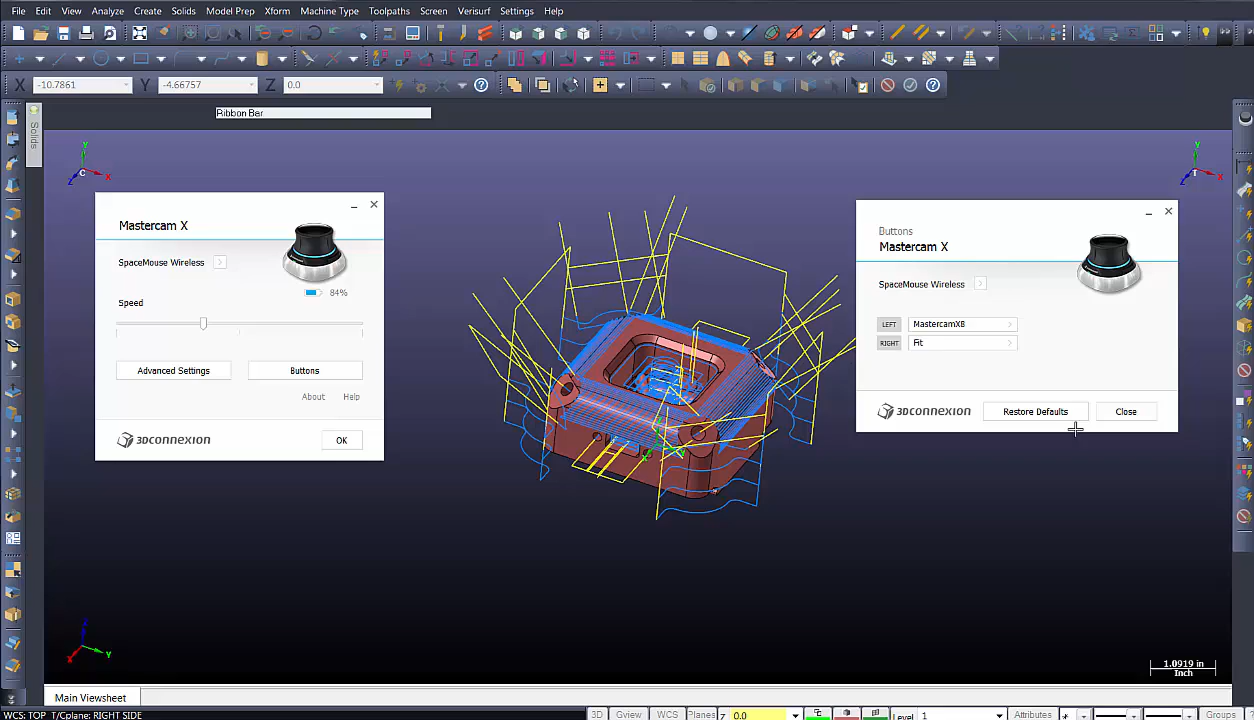 File Edit View Analyze Create Solids Model Prep Xform Machine Type Toolpaths Screen Verisurf Settings Help
X -10.7861 Y -4.66757 Z 0.0
Ribbon Bar
Solids
Y
C
X
Z
Y
T
X
Z
Mastercam X
SpaceMouse Wireless
84%
Speed
Advanced Settings Buttons
About Help
3DCONNEXION OK
Buttons
Mastercam X
SpaceMouse Wireless
LEFT MastercamX8
RIGHT Fit
3DCONNEXION Restore Defaults Close
Z
Y
X
1.0919 in
Inch
Main Viewsheet
WCS: TOP T/Cplane: RIGHT SIDE 3D Gview WCS Planes Z 0.0 Level 1 Attributes Groups